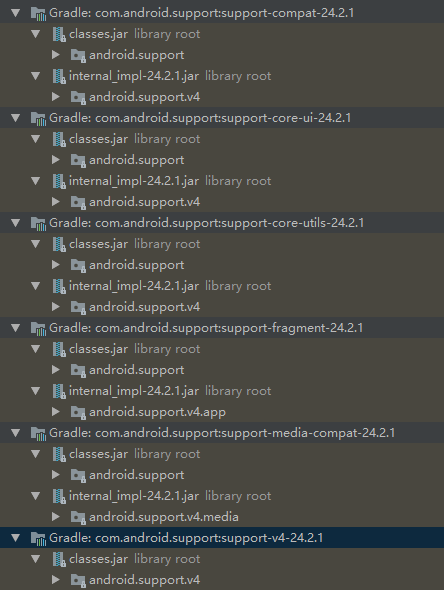 Gradle: com.android.support:support-compat-24.2.1
classes.jar library root
android.support
internal_impl-24.2.1.jar library root
android.support.v4
Gradle: com.android.support:support-core-ui-24.2.1
classes.jar library root
android.support
internal_impl-24.2.1.jar library root
android.support.v4
Gradle: com.android.support:support-core-utils-24.2.1
classes.jar library root
android.support
internal_impl-24.2.1.jar library root
android.support.v4
Gradle: com.android.support:support-fragment-24.2.1
classes.jar library root
android.support
internal_impl-24.2.1.jar library root
android.support.v4.app
Gradle: com.android.support:support-media-compat-24.2.1
classes.jar library root
android.support
internal_impl-24.2.1.jar library root
android.support.v4.media
Gradle: com.android.support:support-v4-24.2.1
classes.jar library root
android.support.v4